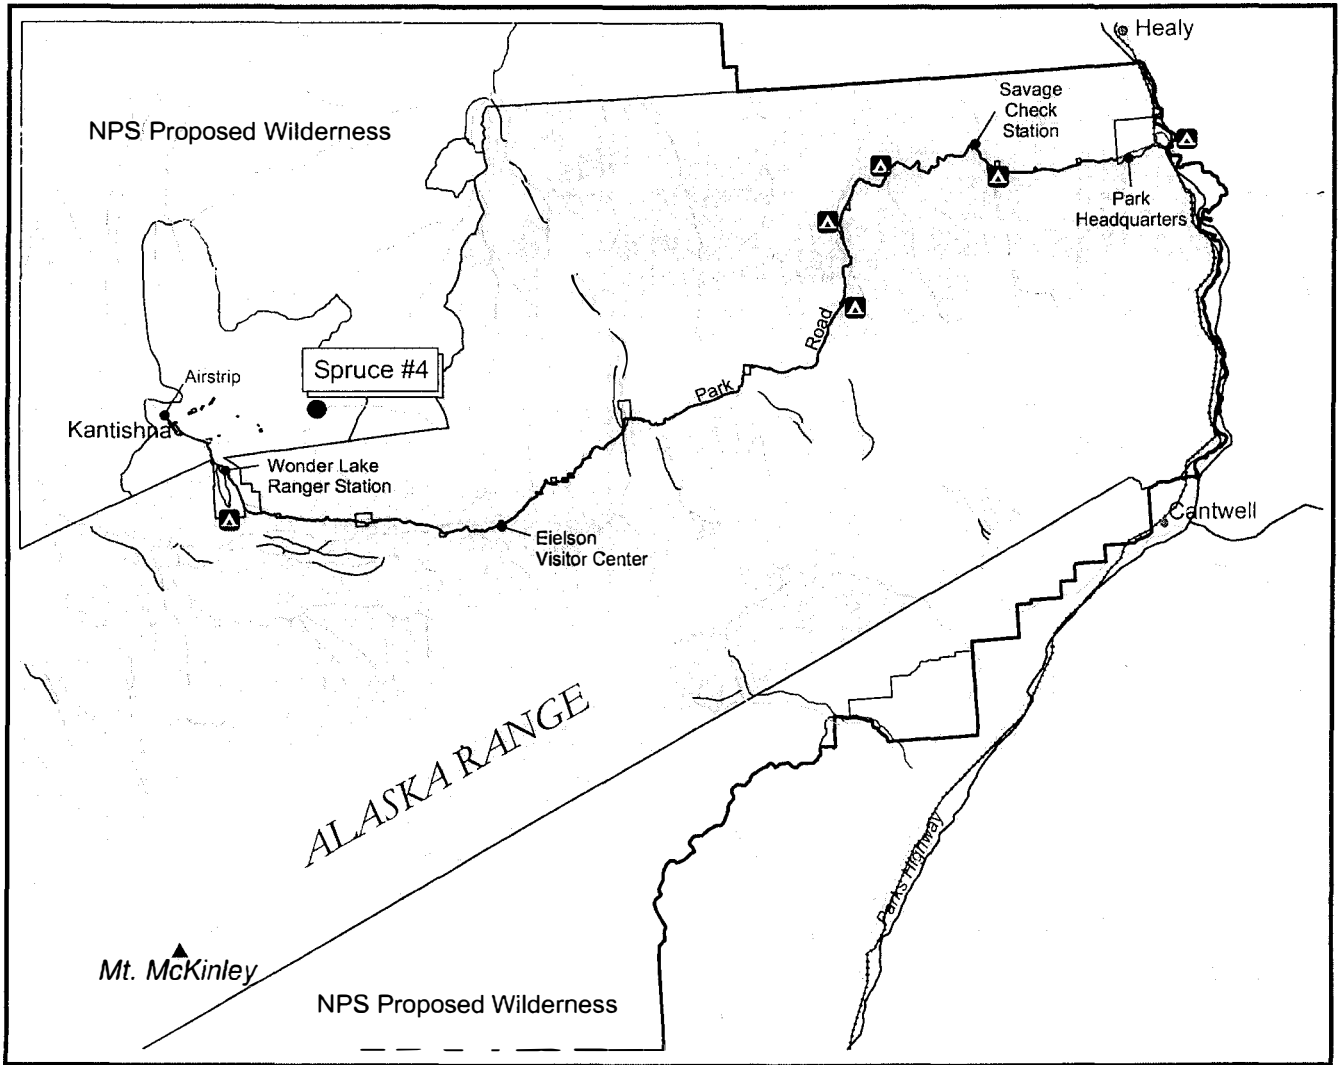 Healy
Savage
Check
Station
NPS Proposed Wilderness
Park
Headquarters
Road
Spruce #4
Airstrip
Park
Kantishna
Wonder Lake
Ranger Station
Cantwell
Eielson
Visitor Center
ALASKA RANGE
Parks Highway
Mt. McKinley
NPS Proposed Wilderness